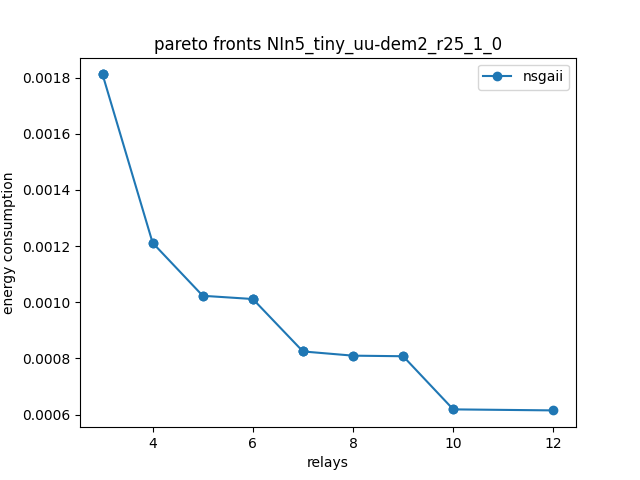 pareto fronts NIn5_tiny_uu-dem2_r25_1_0
nsgaii
0.0018
0.0016
0.0014
0.0012
0.0010
0.0008
0.0006
energy consumption
4 6 8 10 12
relays